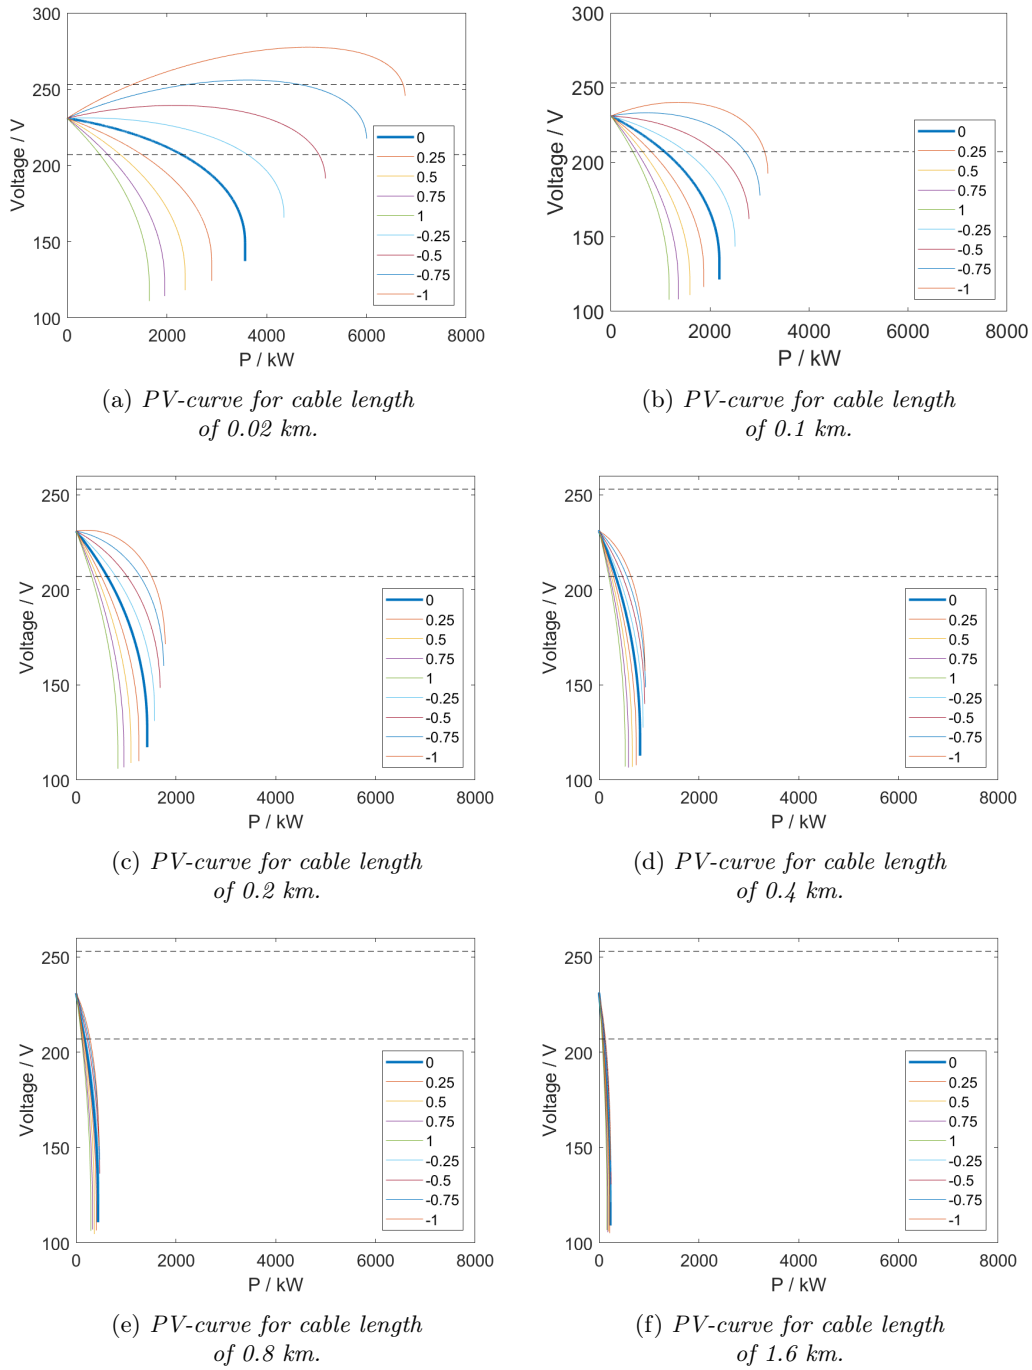 300
250
200
150
100
Voltage / V
0
0.25
0.5
0.75
1
-0.25
-0.5
-0.75
-1
0 2000 4000 6000 8000
P / kW
(a) PV-curve for cable length
of 0.02 km.
300
250
200
150
100
Voltage / V
0
0.25
0.5
0.75
1
-0.25
-0.5
-0.75
-1
0 2000 4000 6000 8000
P / kW
(b) PV-curve for cable length
of 0.1 km.
250
200
150
100
Voltage / V
0
0.25
0.5
0.75
1
-0.25
-0.5
-0.75
-1
0 2000 4000 6000 8000
P / kW
(c) PV-curve for cable length
of 0.2 km.
250
200
150
100
Voltage / V
0
0.25
0.5
0.75
1
-0.25
-0.5
-0.75
-1
0 2000 4000 6000 8000
P / kW
(d) PV-curve for cable length
of 0.4 km.
250
200
150
100
Voltage / V
0
0.25
0.5
0.75
1
-0.25
-0.5
-0.75
-1
0 2000 4000 6000 8000
P / kW
(e) PV-curve for cable length
of 0.8 km.
250
200
150
100
Voltage / V
0
0.25
0.5
0.75
1
-0.25
-0.5
-0.75
-1
0 2000 4000 6000 8000
P / kW
(f) PV-curve for cable length
of 1.6 km.